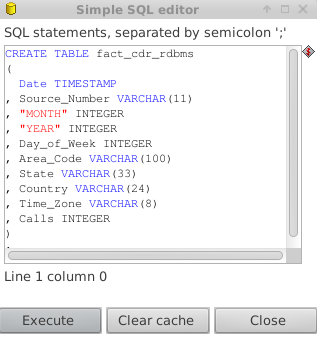 Simple SQL editor
SQL statements, separated by semicolon ';'
CREATE TABLE fact_cdr_rdbms
(
  Date TIMESTAMP
, Source_Number VARCHAR(11)
, "MONTH" INTEGER
, "YEAR" INTEGER
, Day_of_Week INTEGER
, Area_Code VARCHAR(100)
, State VARCHAR(33)
, Country VARCHAR(24)
, Time_Zone VARCHAR(8)
, Calls INTEGER
)
Line 1 column 0
Execute Clear cache Close